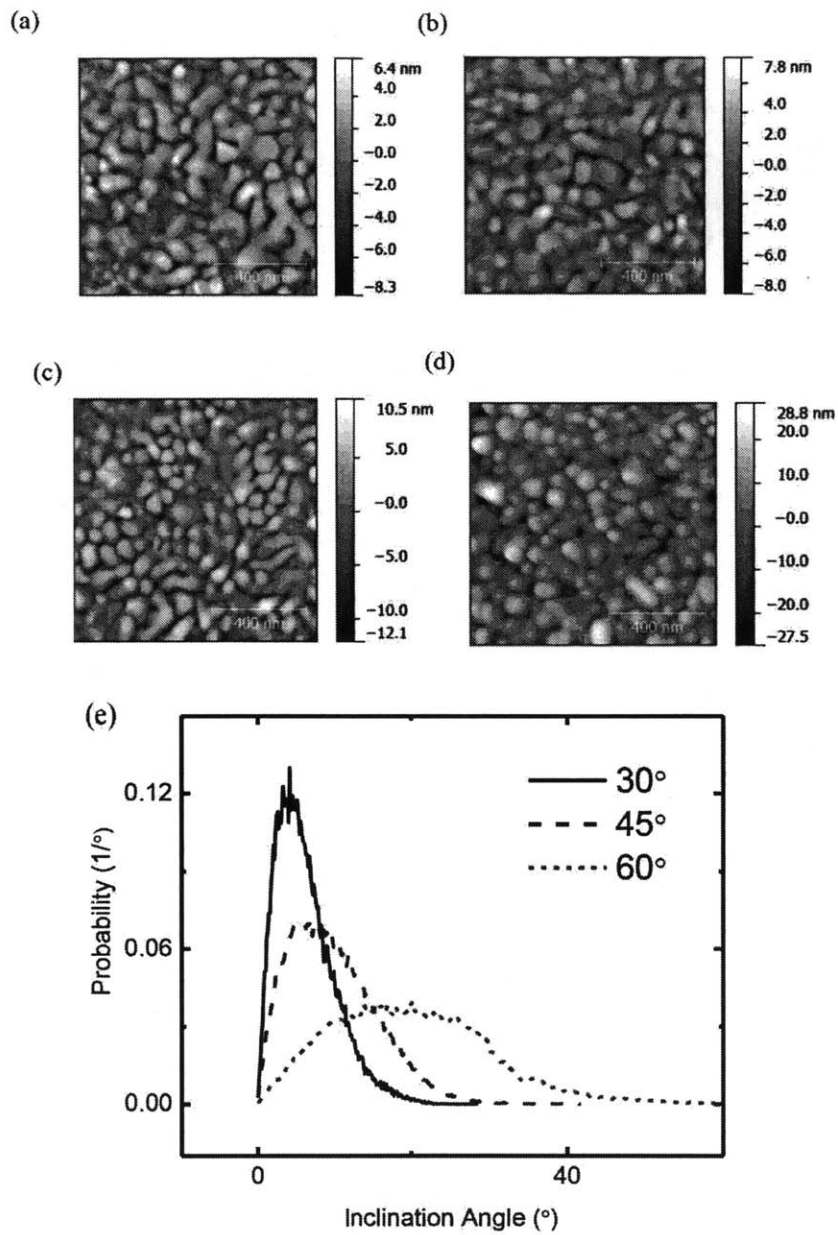 (a)
6.4 nm
4.0
2.0
−0.0
−2.0
−4.0
−6.0
−8.3
400 nm
(b)
7.8 nm
4.0
2.0
−0.0
−2.0
−4.0
−6.0
−8.0
400 nm
(c)
10.5 nm
5.0
−0.0
−5.0
−10.0
−12.1
400 nm
(d)
28.8 nm
20.0
10.0
−0.0
−10.0
−20.0
−27.5
400 nm
(e)
30°
45°
60°
0.12
0.06
0.00
Probability (1/°)
0
40
Inclination Angle (°)